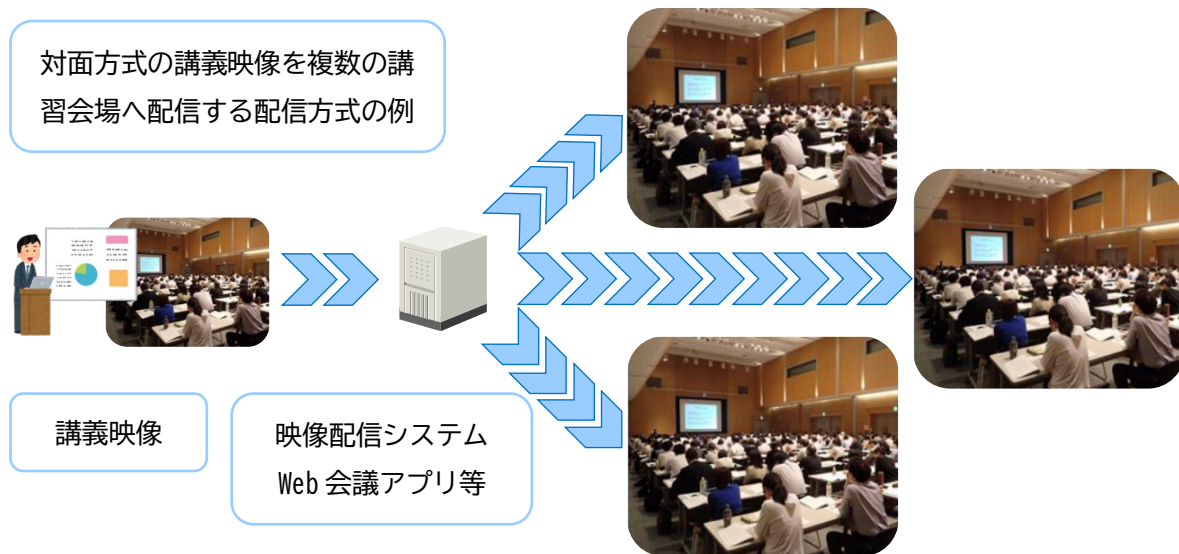 対面方式の講義映像を複数の講
習会場へ配信する配信方式の例
講義映像
映像配信システム
Web 会議アプリ等